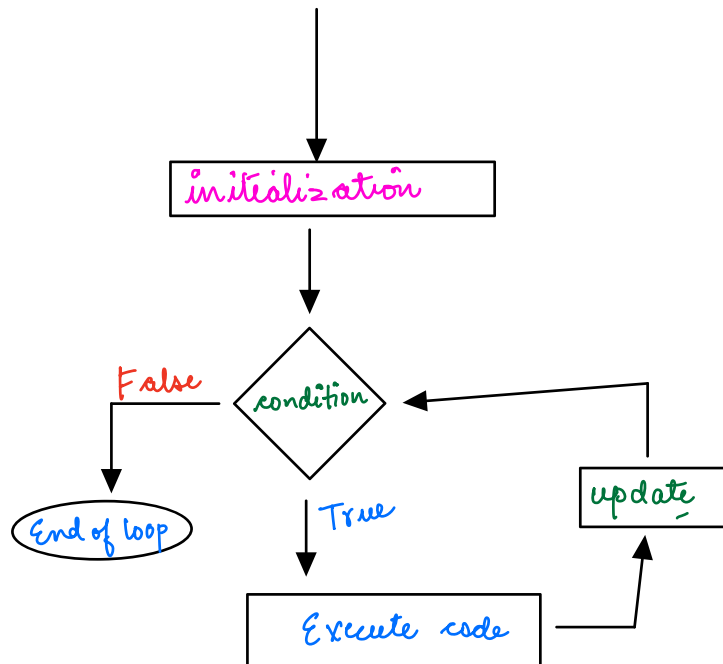 initialization
False
condition
update
End of loop
True
Execute code